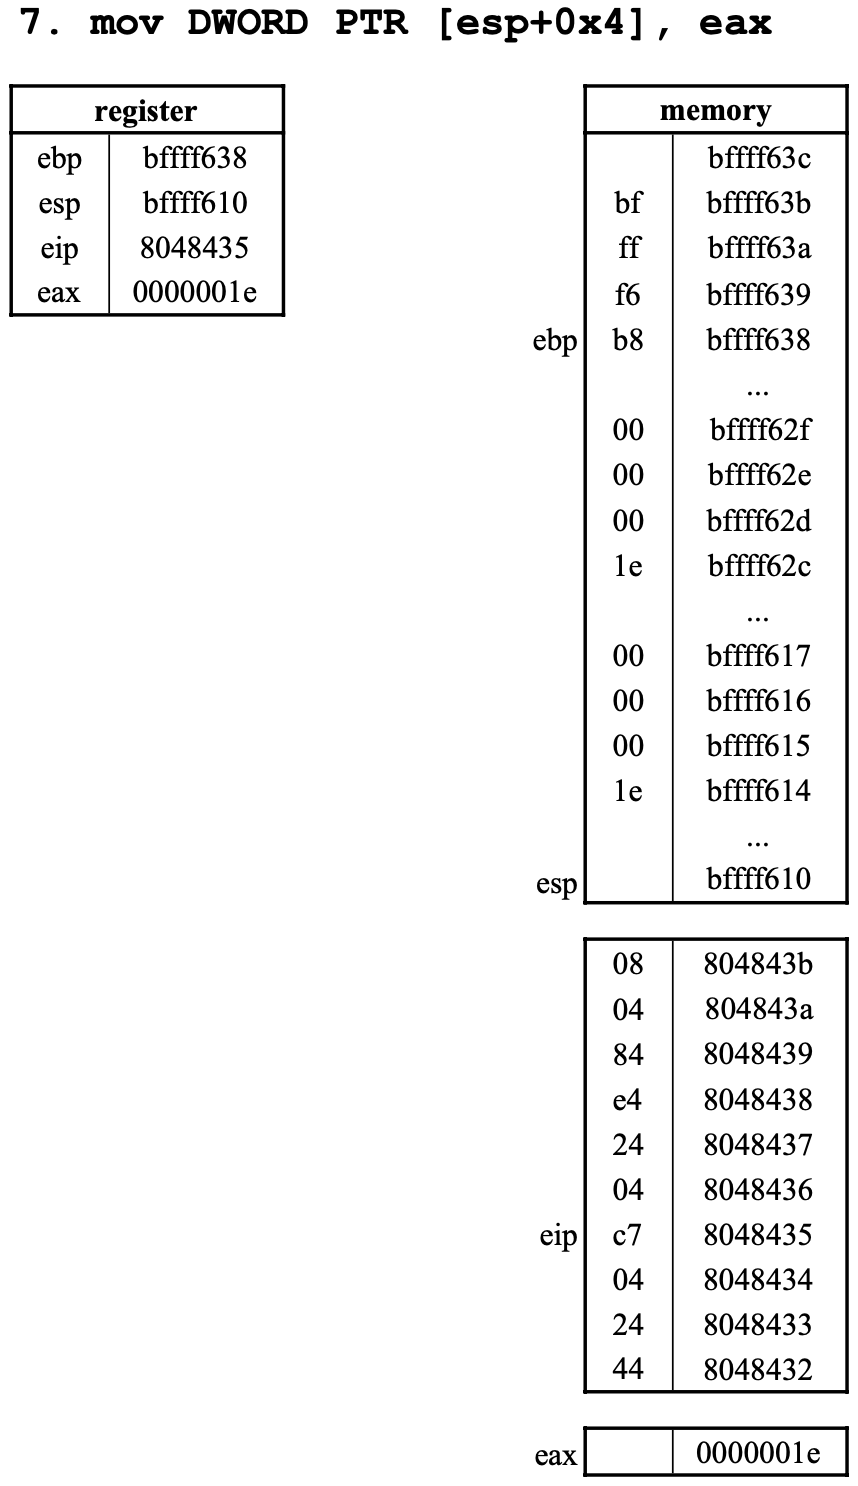 7. mov DWORD PTR [esp+0x4], eax
register
ebp bffff638
esp bffff610
eip 8048435
eax 0000001e
memory
bffff63c
bf bffff63b
ff bffff63a
f6 bffff639
ebp b8 bffff638
...
00 bffff62f
00 bffff62e
00 bffff62d
1e bffff62c
...
00 bffff617
00 bffff616
00 bffff615
1e bffff614
...
esp bffff610
08 804843b
04 804843a
84 8048439
e4 8048438
24 8048437
04 8048436
eip c7 8048435
04 8048434
24 8048433
44 8048432
eax 0000001e